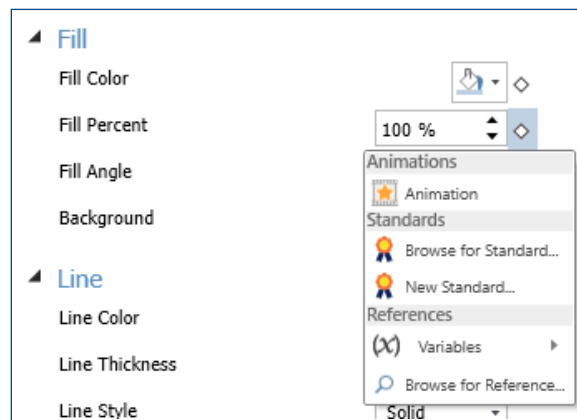 Fill
Fill Color
Fill Percent
100 %
Fill Angle
Background
Animations
Animation
Standards
Browse for Standard...
New Standard...
References
(x) Variables
Browse for Reference...
Line
Line Color
Line Thickness
Line Style
Solid